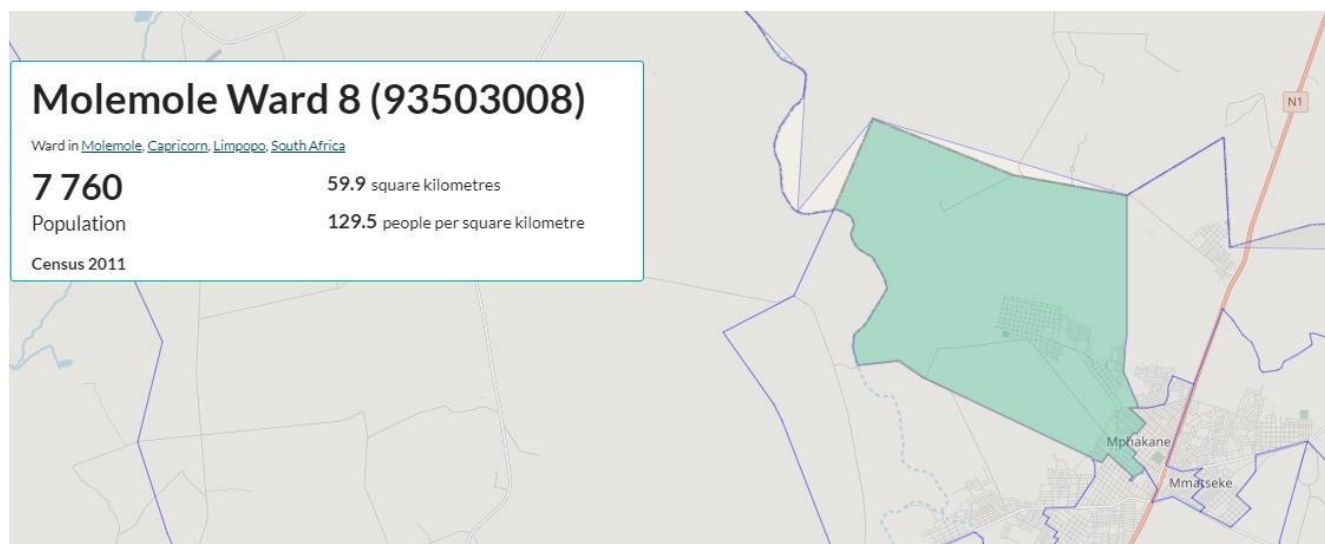 Molemole Ward 8 (93503008)
Ward in Molemole, Capricorn, Limpopo, South Africa
7 760
Population
59.9 square kilometres
129.5 people per square kilometre
Census 2011
N1
Mphakane
Mmatseke